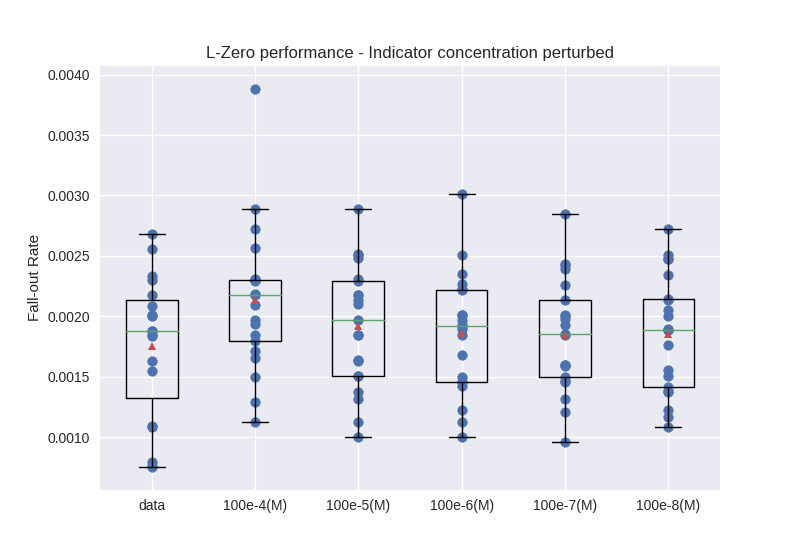 L-Zero performance - Indicator concentration perturbed
0.0040
0.0035
0.0030
0.0025
0.0020
0.0015
0.0010
Fall-out Rate
data 100e-4(M) 100e-5(M) 100e-6(M) 100e-7(M) 100e-8(M)